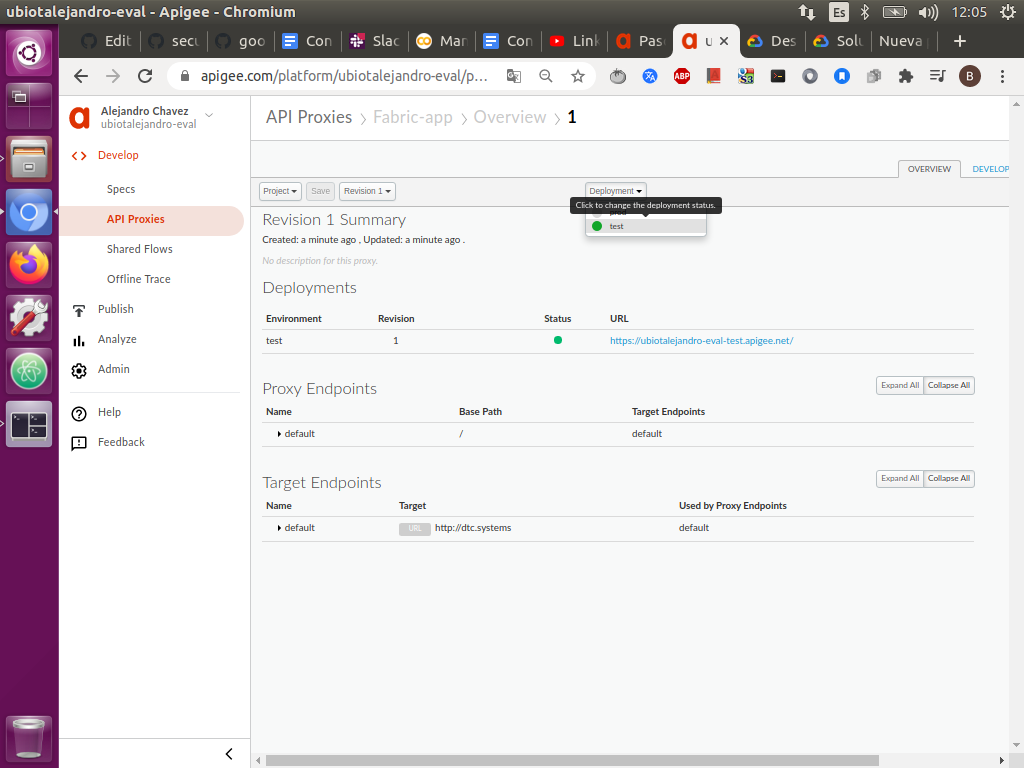 ubiotalejandro-eval - Apigee - Chromium
Es
12:05
Edit
secu
goo
Con
Slac
Mar
Con
Link
Pas
u
Des
Solu
Nueva
apigee.com/platform/ubiotalejandro-eval/p...
ABP
B
Alejandro Chavez
ubiotalejandro-eval
Develop
Specs
API Proxies
Shared Flows
Offline Trace
Publish
Analyze
Admin
Help
Feedback
API Proxies > Fabric-app > Overview > 1
OVERVIEW
DEVELOP
Project
Save
Revision 1
Deployment
Click to change the deployment status.
prod
test
Revision 1 Summary
Created: a minute ago , Updated: a minute ago .
No description for this proxy.
Deployments
Environment Revision Status URL
test 1 https://ubiotalejandro-eval-test.apigee.net/
Proxy Endpoints
Expand All Collapse All
Name Base Path Target Endpoints
default / default
Target Endpoints
Expand All Collapse All
Name Target Used by Proxy Endpoints
default URL http://dtc.systems default